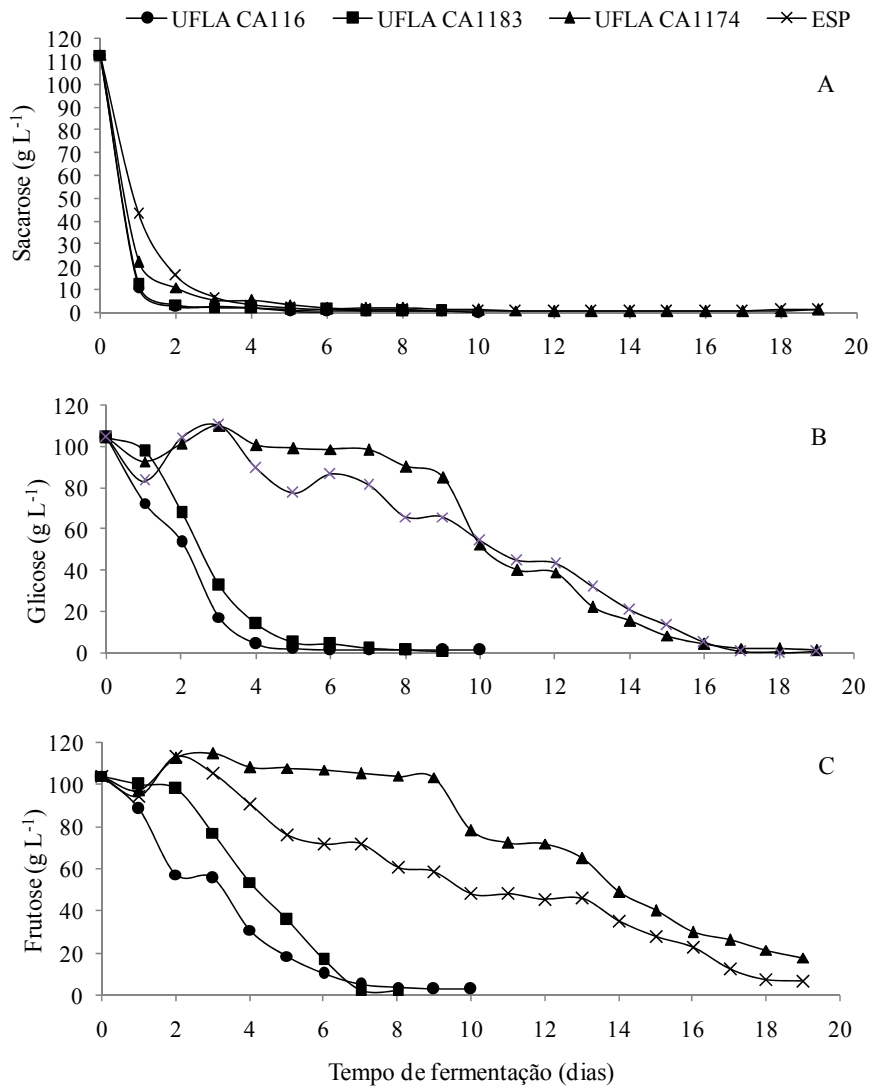 UFLA CA116 UFLA CA1183 UFLA CA1174 ESP
A
Sacarose (g L-1)
120
110
100
90
80
70
60
50
40
30
20
10
0
0 2 4 6 8 10 12 14 16 18 20
B
Glicose (g L-1)
120
100
80
60
40
20
0
0 2 4 6 8 10 12 14 16 18 20
C
Frutose (g L-1)
120
100
80
60
40
20
0
0 2 4 6 8 10 12 14 16 18 20
Tempo de fermentação (dias)